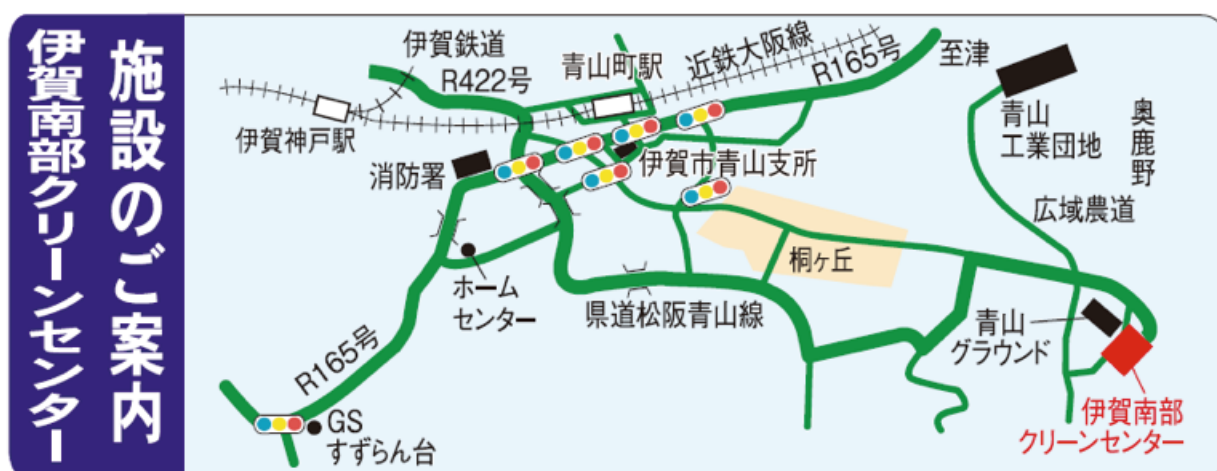 施設のご案内
伊賀南部クリーンセンター
伊賀鉄道
R422号
青山町駅
近鉄大阪線
R165号
至津
伊賀神戸駅
消防署
伊賀市青山支所
青山
工業団地
奥鹿野
広域農道
桐ヶ丘
ホーム
センター
県道松阪青山線
青山
グラウンド
R165号
GS
すずらん台
伊賀南部
クリーンセンター